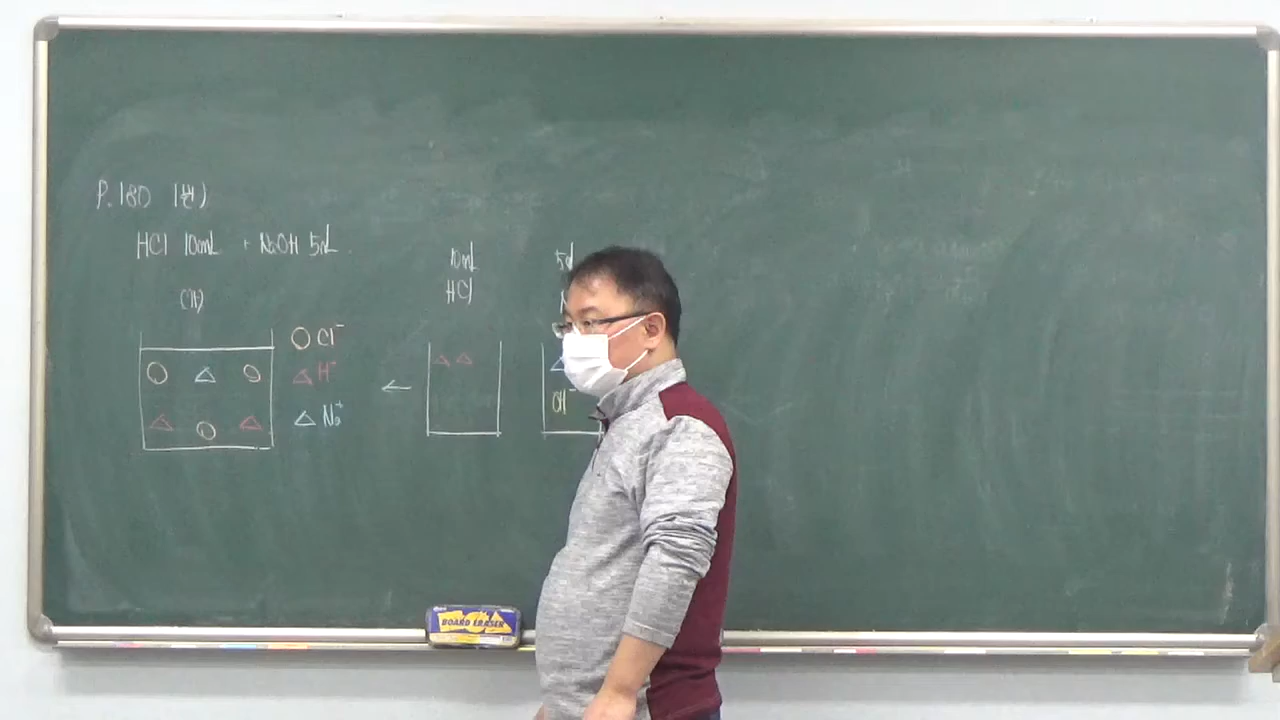 P.180 1번)
HCl 10mL + NaOH 5mL
(가)
Cl⁻
H⁻
Na⁺
10mL
HCl
5mL
N
OH⁻
BOARD ERASER